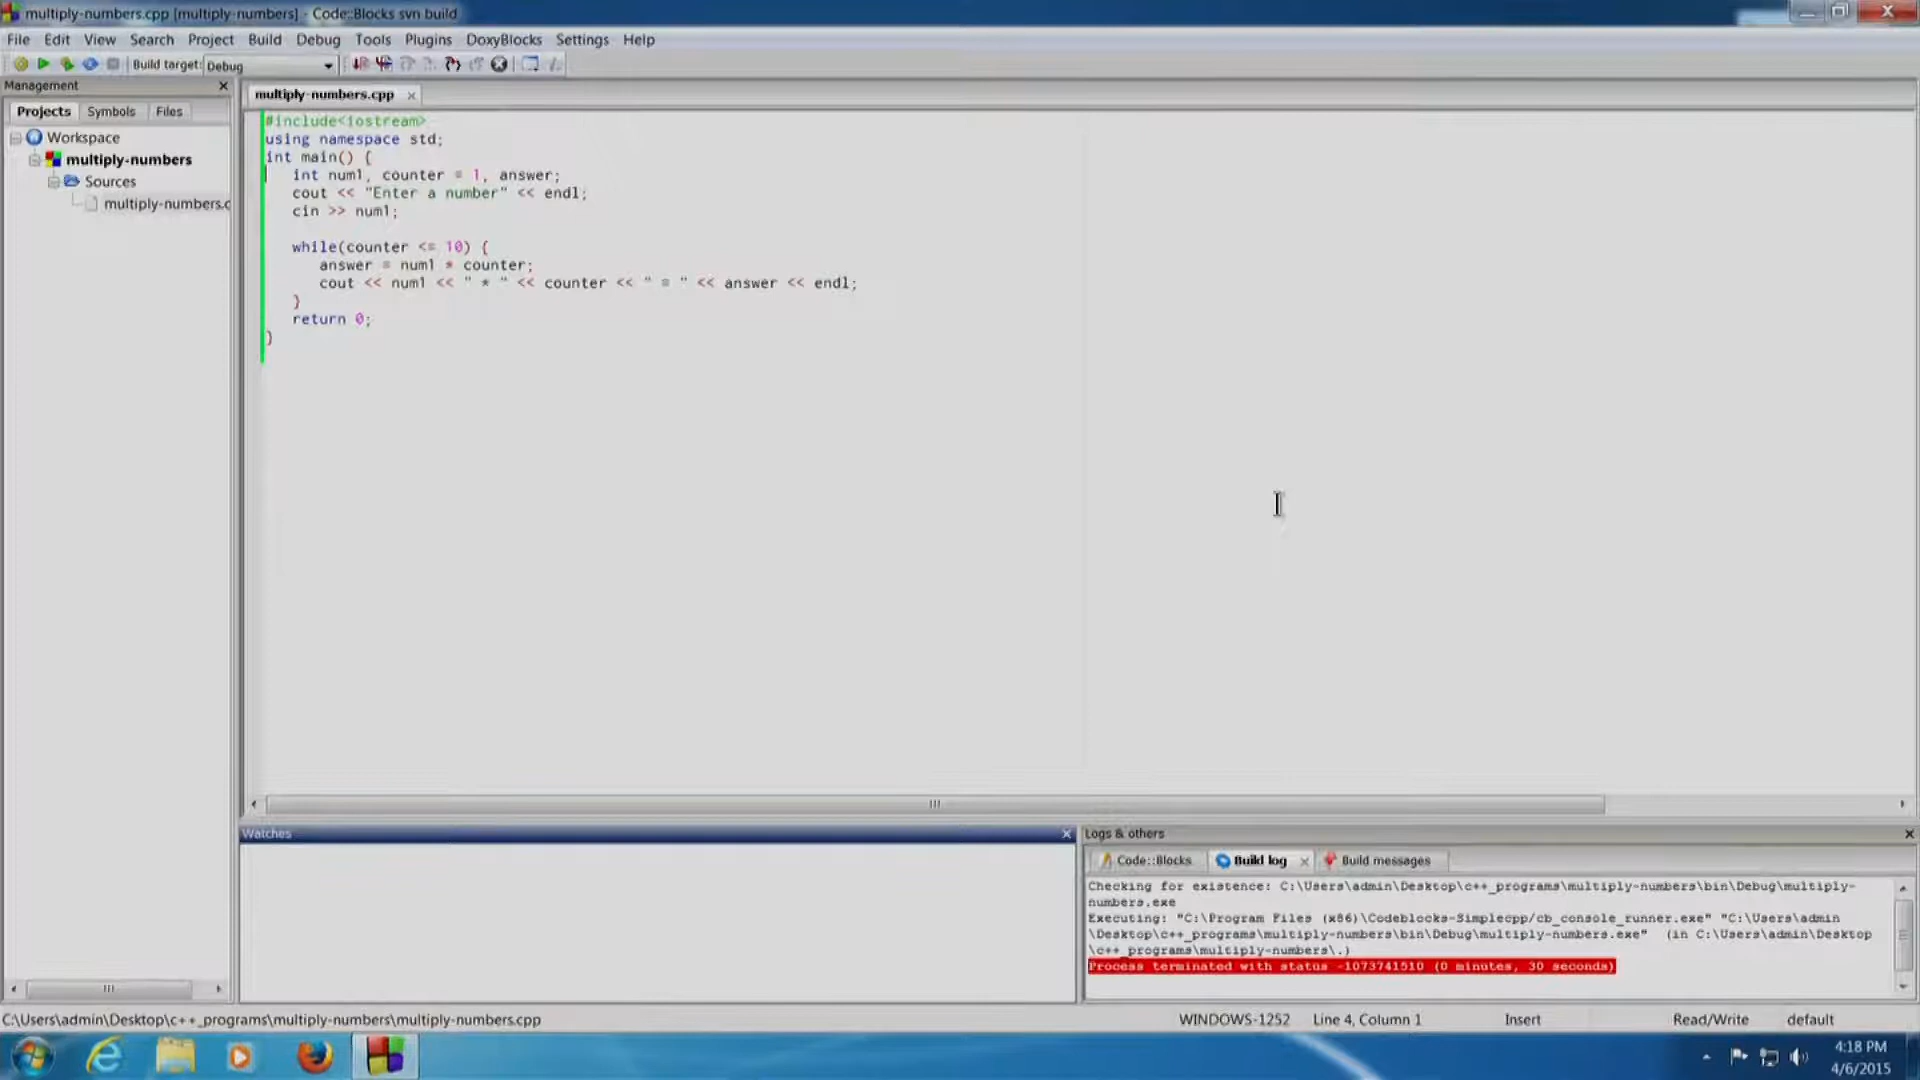 multiply-numbers.cpp [multiply-numbers] - Code::Blocks svn build
File Edit View Search Project Build Debug Tools Plugins DoxyBlocks Settings Help
Build target: Debug
Management
Projects Symbols Files
Workspace
multiply-numbers
Sources
multiply-numbers.c
multiply-numbers.cpp
#include<iostream>
using namespace std;
int main() {
int num1, counter = 1, answer;
cout << "Enter a number" << endl;
cin >> num1;
while(counter <= 10) {
answer = num1 * counter;
cout << num1 << " * " << counter << " = " << answer << endl;
}
return 0;
}
Watches
Logs & others
Code::Blocks Build log Build messages
Checking for existence: C:\Users\admin\Desktop\c++_programs\multiply-numbers\bin\Debug\multiply-
numbers.exe
Executing: "C:\Program Files (x86)\Codeblocks-Simplecpp/cb_console_runner.exe" "C:\Users\admin
\Desktop\c++_programs\multiply-numbers\bin\Debug\multiply-numbers.exe"  (in C:\Users\admin\Desktop
\c++_programs\multiply-numbers\.)
Process terminated with status -1073741510 (0 minutes, 30 seconds)
C:\Users\admin\Desktop\c++_programs\multiply-numbers\multiply-numbers.cpp WINDOWS-1252 Line 4, Column 1 Insert Read/Write default
4:18 PM
4/6/2015